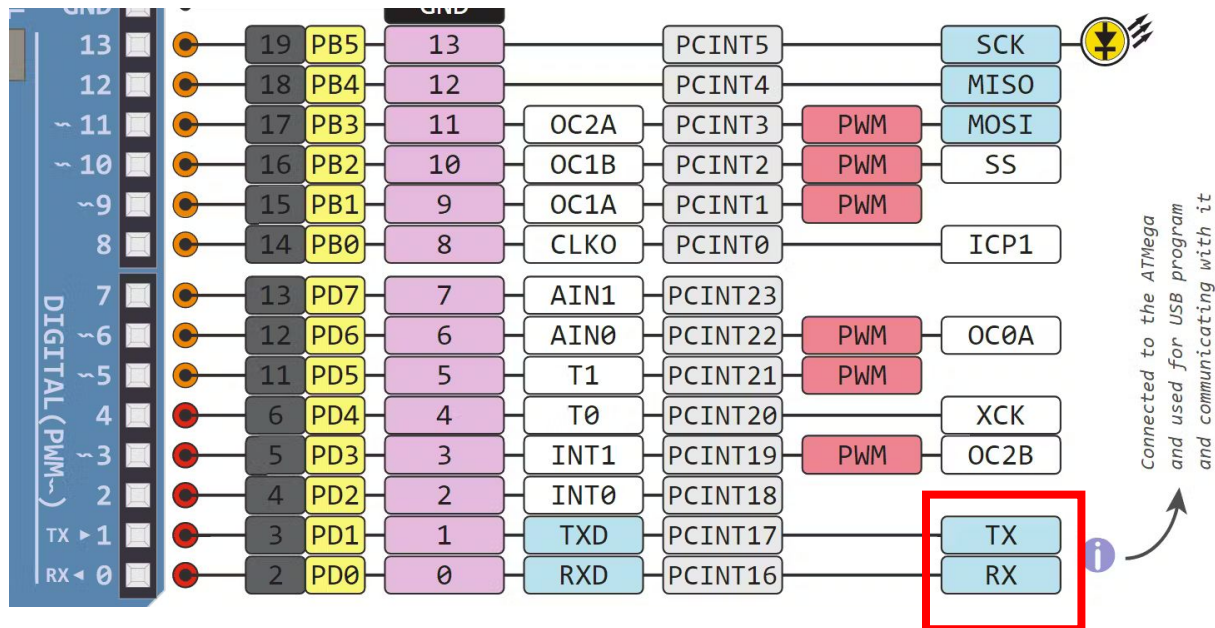 GND GND
13 19 PB5 13 PCINT5 SCK
12 18 PB4 12 PCINT4 MISO
~ 11 17 PB3 11 OC2A PCINT3 PWM MOSI
~ 10 16 PB2 10 OC1B PCINT2 PWM SS
~9 15 PB1 9 OC1A PCINT1 PWM
8 14 PB0 8 CLKO PCINT0 ICP1
7 13 PD7 7 AIN1 PCINT23
~6 12 PD6 6 AIN0 PCINT22 PWM OC0A
~5 11 PD5 5 T1 PCINT21 PWM
4 6 PD4 4 T0 PCINT20 XCK
~3 5 PD3 3 INT1 PCINT19 PWM OC2B
2 4 PD2 2 INT0 PCINT18
TX ▸ 1 3 PD1 1 TXD PCINT17 TX
RX ◂ 0 2 PD0 0 RXD PCINT16 RX
DIGITAL(PWM~)
i
Connected to the ATMega
and used for USB program
and communicating with it